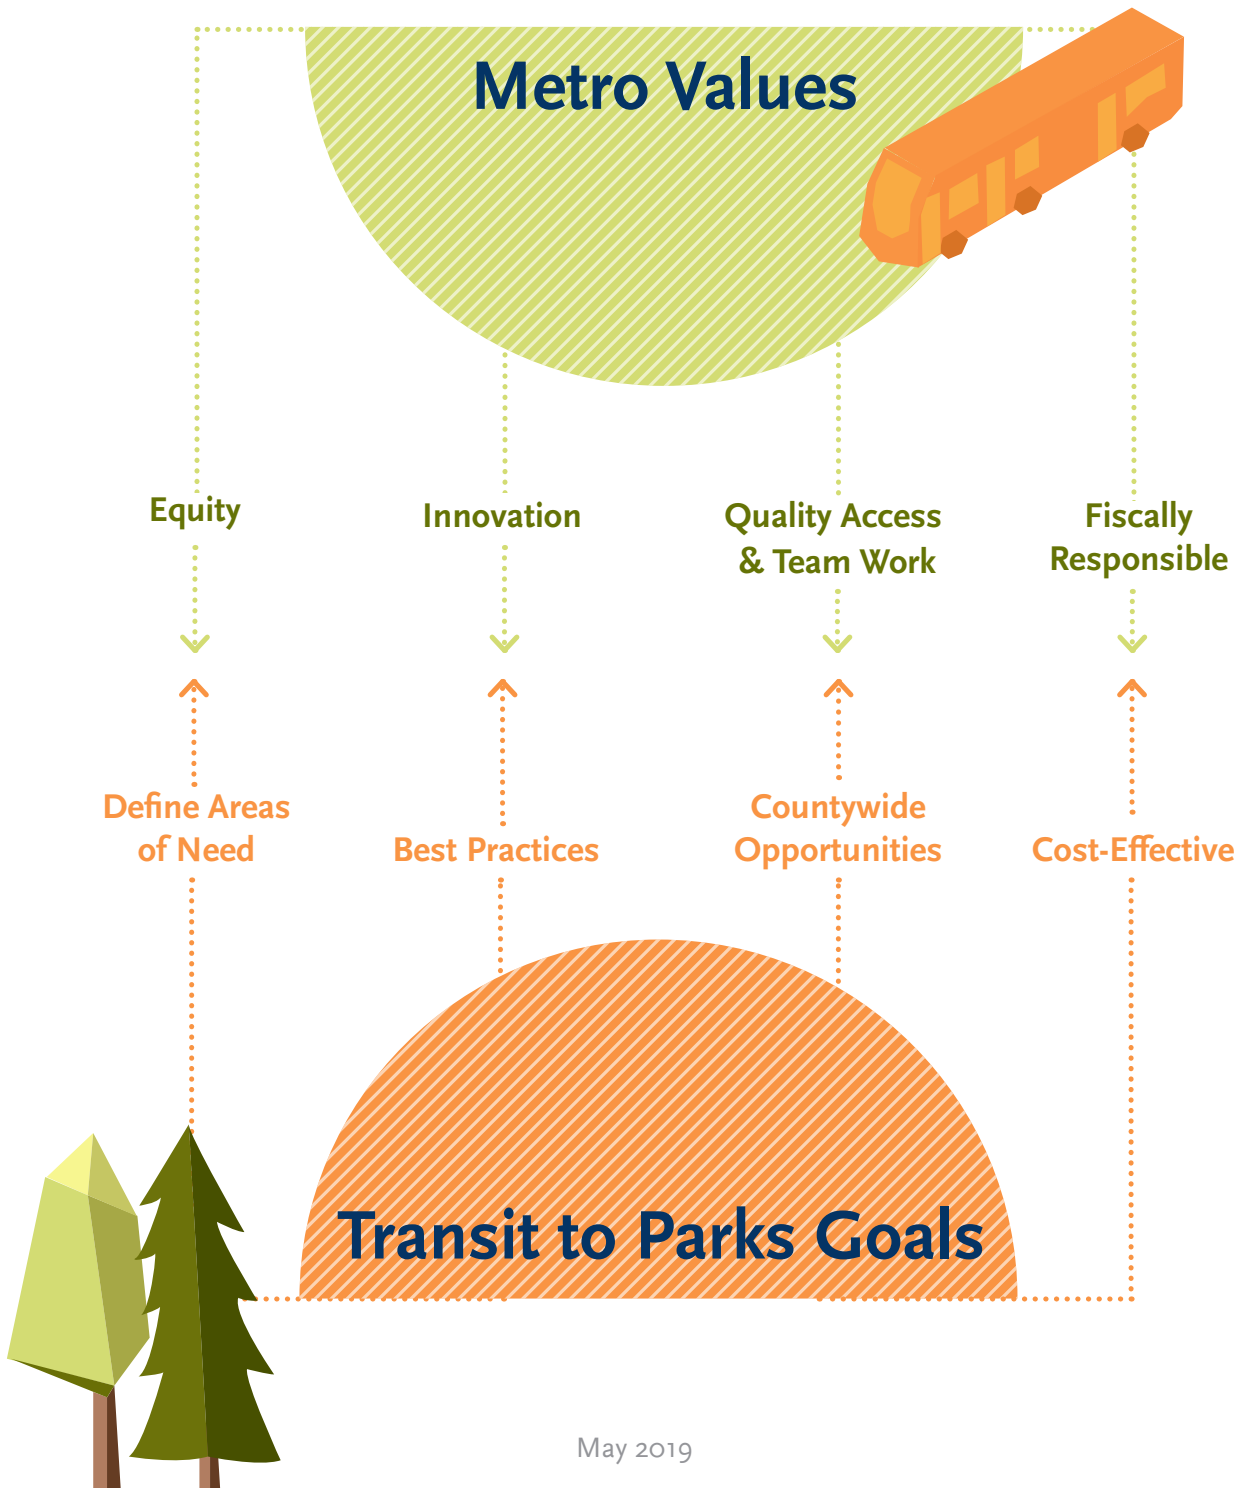 Metro Values
Equity
Innovation
Quality Access
& Team Work
Fiscally
Responsible
Define Areas
of Need
Best Practices
Countywide
Opportunities
Cost-Effective
Transit to Parks Goals
May 2019